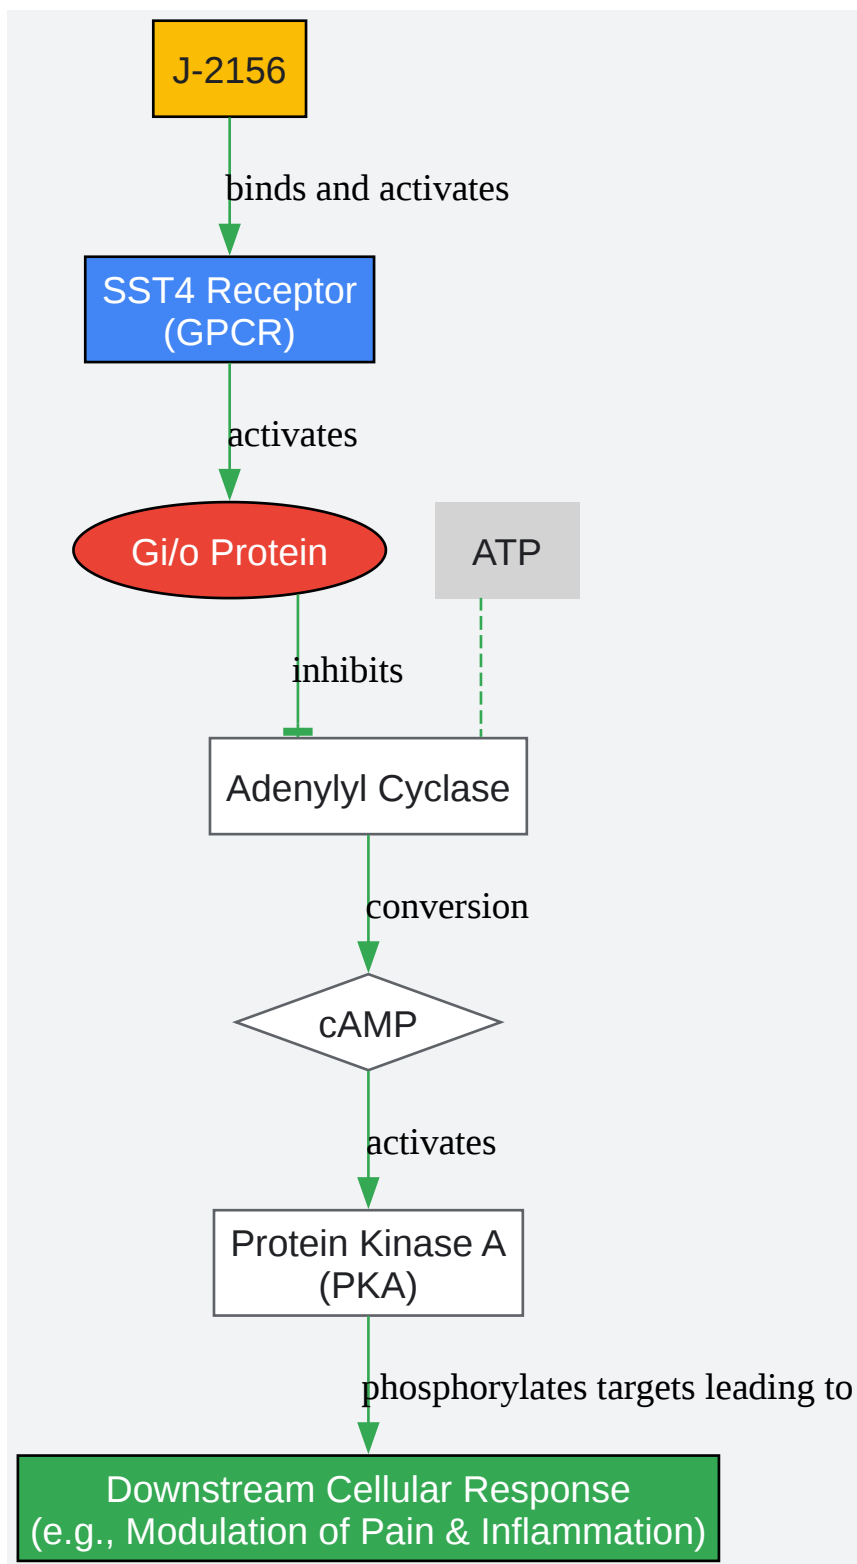 J-2156
binds and activates
SST4 Receptor
(GPCR)
activates
Gi/o Protein
ATP
inhibits
Adenylyl Cyclase
conversion
cAMP
activates
Protein Kinase A
(PKA)
phosphorylates targets leading to
Downstream Cellular Response
(e.g., Modulation of Pain & Inflammation)